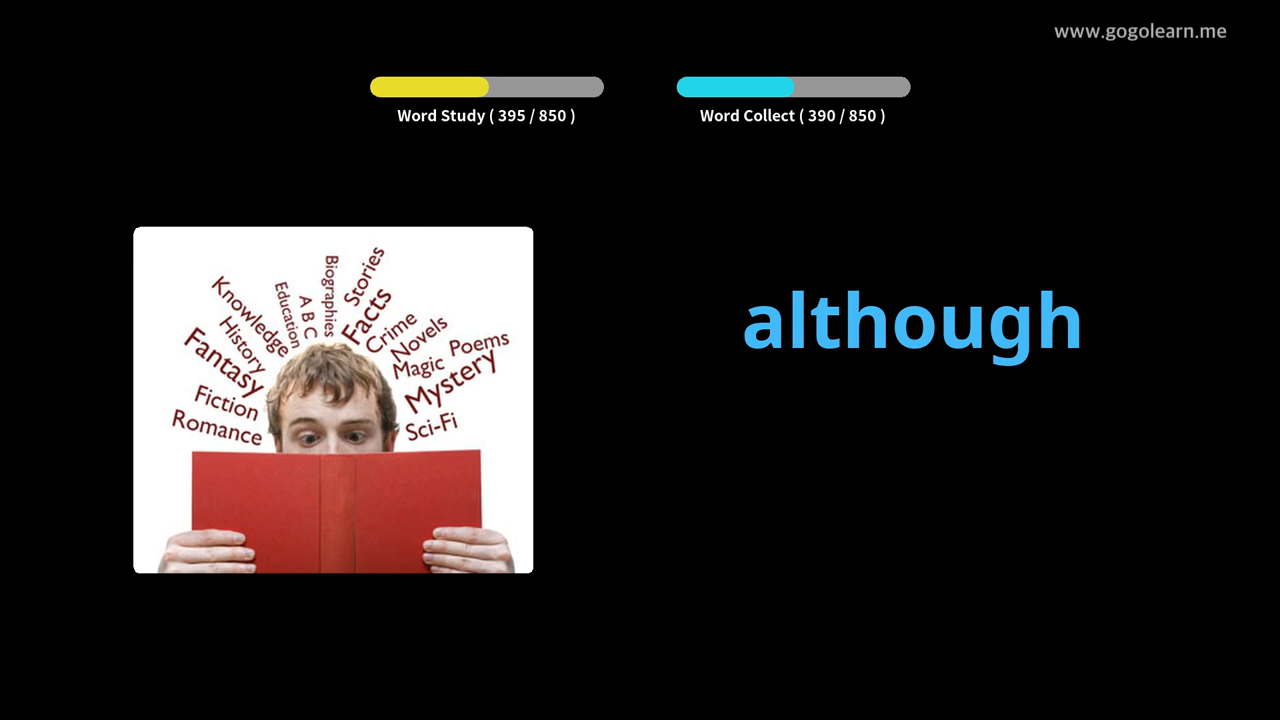 www.gogolearn.me
Word Study ( 395 / 850 )
Word Collect ( 390 / 850 )
although
Knowledge
Education
A B C
Biographies
Stories
Facts
History
Fantasy
Crime
Novels
Poems
Magic
Mystery
Fiction
Romance
Sci-Fi